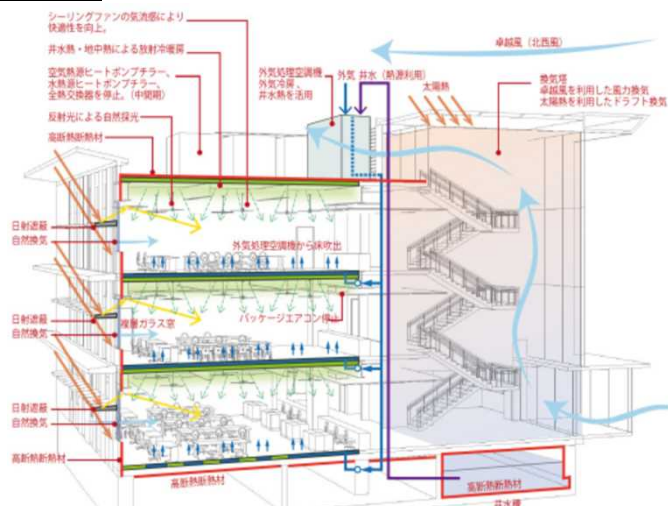 シーリングファンの気流感により
快適性を向上。
井水熱・地中熱による放射冷暖房
空気熱源ヒートポンプチラー、
水熱源ヒートポンプチラー、
全熱交換器を停止。（中間期）
反射光による自然採光
高断熱断熱材
外気処理空調機
外気冷房、
井水熱を活用
外気
井水（熱源利用）
卓越風（北西風）
太陽熱
換気塔
卓越風を利用した風力換気
太陽熱を利用したドラフト換気
日射遮蔽
自然換気
外気処理空調機から床吹出
日射遮蔽
自然換気
複層ガラス窓
パッケージエアコン停止
日射遮蔽
自然換気
高断熱断熱材
高断熱断熱材
高断熱断熱材
井水槽